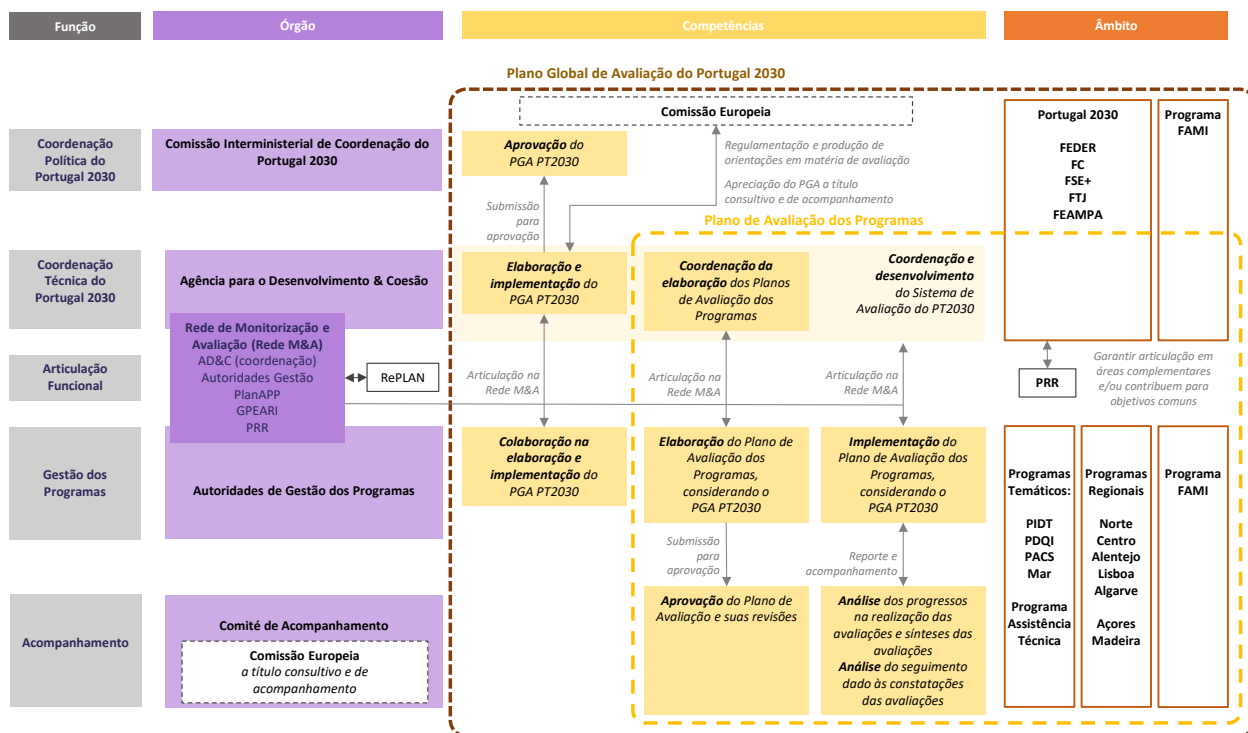 Função
Órgão
Competências
Âmbito
Plano Global de Avaliação do Portugal 2030
Comissão Europeia
Portugal 2030
FEDER
FC
FSE+
FTJ
FEAMPA
Programa
FAMI
Coordenação
Política do
Portugal 2030
Comissão Interministerial de Coordenação do
Portugal 2030
Aprovação do
PGA PT2030
Regulamentação e produção de
orientações em matéria de avaliação
Apreciação do PGA a título
consultivo e de acompanhamento
Submissão
para
aprovação
Plano de Avaliação dos Programas
Coordenação
Técnica do
Portugal 2030
Agência para o Desenvolvimento & Coesão
Elaboração e
implementação do
PGA PT2030
Coordenação da
elaboração dos Planos
de Avaliação dos
Programas
Coordenação e
desenvolvimento
do Sistema de
Avaliação do PT2030
Articulação
Funcional
Rede de Monitorização e
Avaliação (Rede M&A)
AD&C (coordenação)
Autoridades Gestão
PlanAPP
GPEARI
PRR
RePLAN
Articulação na
Rede M&A
Articulação na
Rede M&A
Articulação na
Rede M&A
PRR
Garantir articulação em
áreas complementares
e/ou contribuem para
objetivos comuns
Gestão dos
Programas
Autoridades de Gestão dos Programas
Colaboração na
elaboração e
implementação do
PGA PT2030
Elaboração do Plano de
Avaliação dos
Programas,
considerando o
PGA PT2030
Implementação do
Plano de Avaliação dos
Programas,
considerando o
PGA PT2030
Programas
Temáticos:
PIDT
PDQI
PACS
Mar
Programa
Assistência
Técnica
Programas
Regionais
Norte
Centro
Alentejo
Lisboa
Algarve
Açores
Madeira
Programa
FAMI
Submissão
para
aprovação
Reporte e
acompanhamento
Acompanhamento
Comité de Acompanhamento
Comissão Europeia
a título consultivo e de
acompanhamento
Aprovação do Plano de
Avaliação e suas revisões
Análise dos progressos
na realização das
avaliações e sínteses das
avaliações
Análise do seguimento
dado às constatações
das avaliações